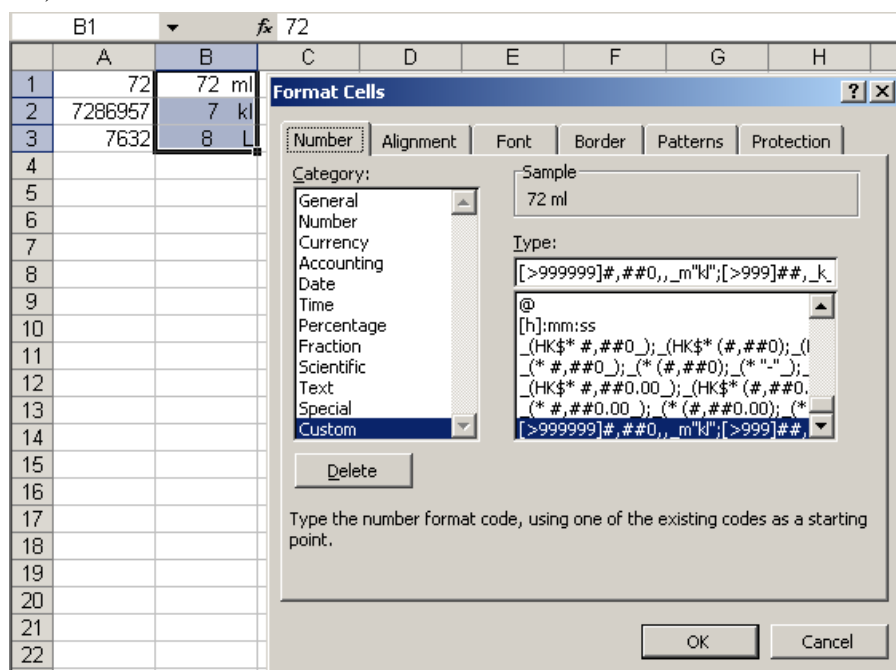 B1 fx 72
A B C D E F G H
1 72 72 ml
2 7286957 7 kl
3 7632 8 L
4
5
6
7
8
9
10
11
12
13
14
15
16
17
18
19
20
21
22
Format Cells ? X
Number Alignment Font Border Patterns Protection
Category:
General
Number
Currency
Accounting
Date
Time
Percentage
Fraction
Scientific
Text
Special
Custom
Sample
72 ml
Type:
[>999999]#,##0,,_m"kl";[>999]##,_k_
@
[h]:mm:ss
_(HK$* #,##0_);_(HK$* (#,##0);_(
_(* #,##0_);_(* (#,##0);_(* "-"_);_
_(HK$* #,##0.00_);_(HK$* (#,##0.
_(* #,##0.00_);_(* (#,##0.00);_(*
[>999999]#,##0,,_m"kl";[>999]##,
Delete
Type the number format code, using one of the existing codes as a starting
point.
OK Cancel